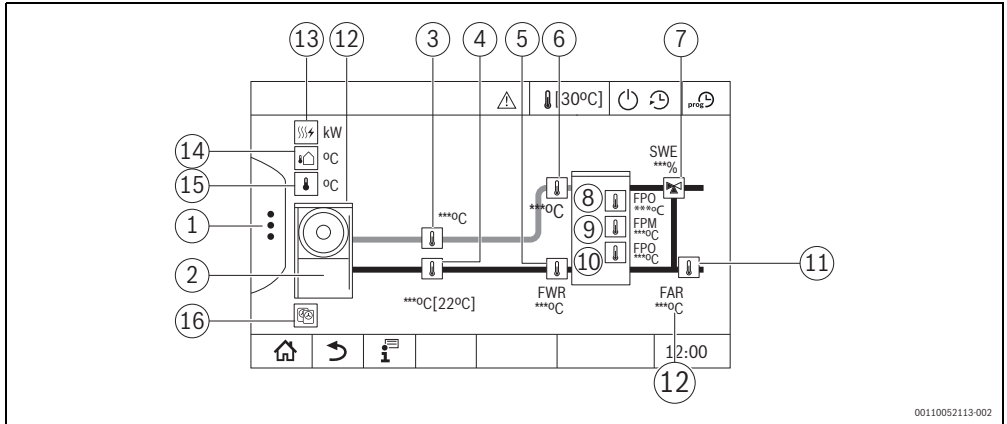 13 12 3 4 5 6 7
[30ºC]
prog
kW
14
ºC
15
ºC
SWE
***%
***ºC
***ºC
8
FPO
***ºC
9
FPM
***ºC
10
FPO
***ºC
1
2
11
***ºC[22ºC]
FWR
***ºC
FAR
***ºC
16
i
12:00
12
00110052113-002